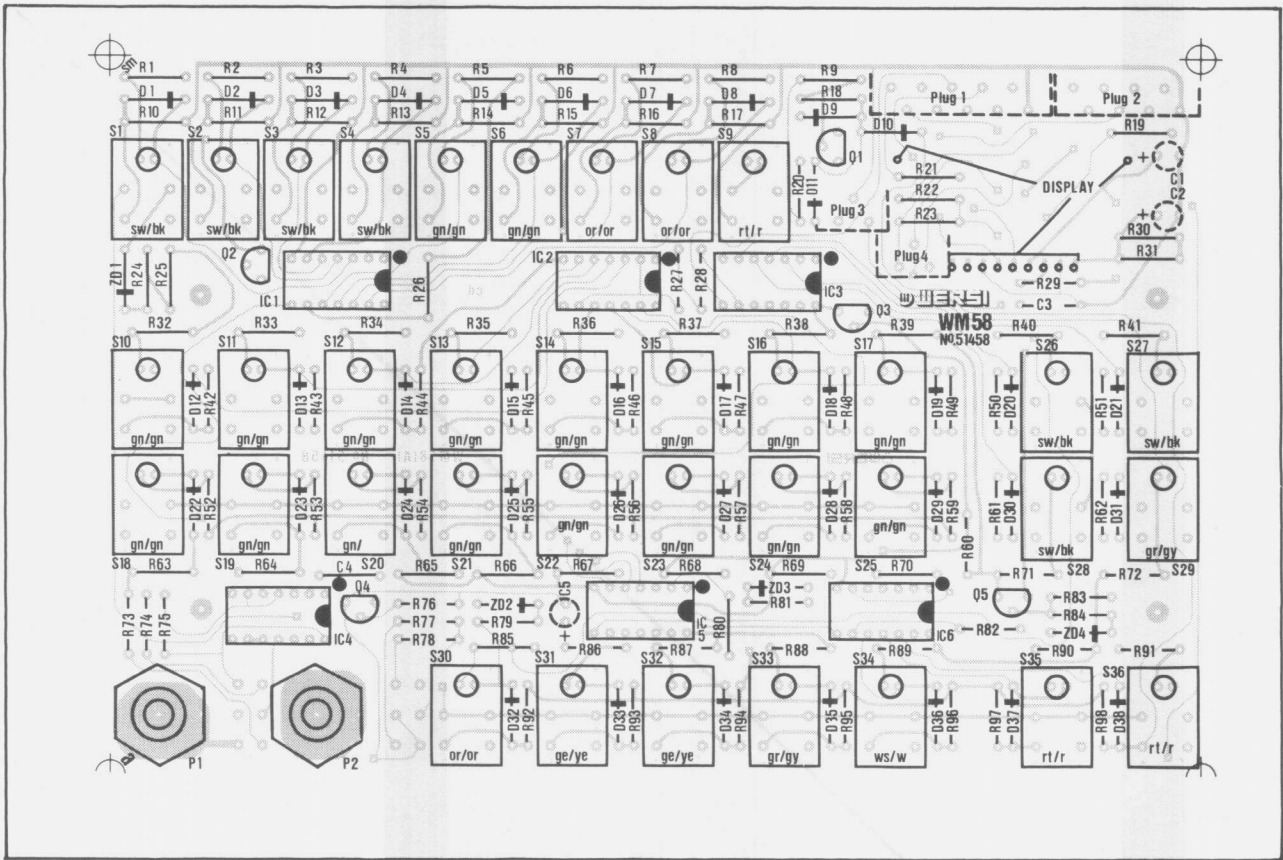 R1 R2 R3 R4 R5 R6 R7 R8 R9
D1 D2 D3 D4 D5 D6 D7 D8 R18 Plug 1 Plug 2
R10 R11 R12 R13 R14 R15 R16 R17 D9
S1 S2 S3 S4 S5 S6 S7 S8 S9 D10 R19
Q1 C1
R20 D11 R21 DISPLAY C2
R22
Plug 3 R23
sw/bk sw/bk sw/bk sw/bk gn/gn gn/gn or/or or/or rt/r R30
Q2 Plug4 R31
ZD1 R24 R25 IC1 R26 IC2 R27 R28 IC3 R29
WERSI C3
Q3 WM58
No.51458
R32 R33 R34 R35 R36 R37 R38 R39 R40 R41
S10 S11 S12 S13 S14 S15 S16 S17 S26 S27
D12 R42 D13 R43 D14 R44 D15 R45 D16 R46 D17 R47 D18 R48 D19 R49 R50 D20 R51 D21
gn/gn gn/gn gn/gn gn/gn gn/gn gn/gn gn/gn gn/gn sw/bk sw/bk
D22 R52 D23 R53 D24 R54 D25 R55 D26 R56 D27 R57 D28 R58 D29 R59 R60 R61 D30 R62 D31
gn/gn gn/gn gn/ gn/gn gn/gn gn/gn gn/gn gn/gn sw/bk gr/gy
S18 R63 S19 R64 C4 S20 R65 S21 R66 S22 R67 S23 R68 S24 R69 S25 R70 R71 S28 R72 S29
R73 R74 R75 Q4 R76 ZD2 C5 ZD3 Q5 R83
R77 R79 R81 R84
IC4 R78 IC5 R80 IC6 R82 ZD4
R85 R86 R87 R88 R89 R90 R91
S30 S31 S32 S33 S34 S35 S36
D32 R92 D33 R93 D34 R94 D35 R95 D36 R96 R97 D37 R98 D38
or/or ge/ye ge/ye gr/gy ws/w rt/r rt/r
P1 P2